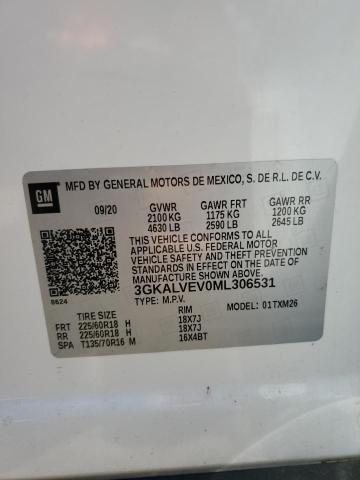 GM
MFD BY GENERAL MOTORS DE MEXICO, S. DE R.L. DE C.V.
09/20 GVWR GAWR FRT GAWR RR
2100 KG 1175 KG 1200 KG
4630 LB 2590 LB 2645 LB
THIS VEHICLE CONFORMS TO ALL
APPLICABLE U.S. FEDERAL MOTOR
VEHICLE SAFETY AND THEFT PREVENTION
STANDARDS IN EFFECT ON THE DATE OF
MANUFACTURE SHOWN ABOVE.
3GKALVEV0ML306531
8624 TYPE: M.P.V. MODEL: 01TXM26
TIRE SIZE RIM
FRT 225/60R18 H 18X7J
RR 225/60R18 H 18X7J
SPA T135/70R16 M 16X4BT